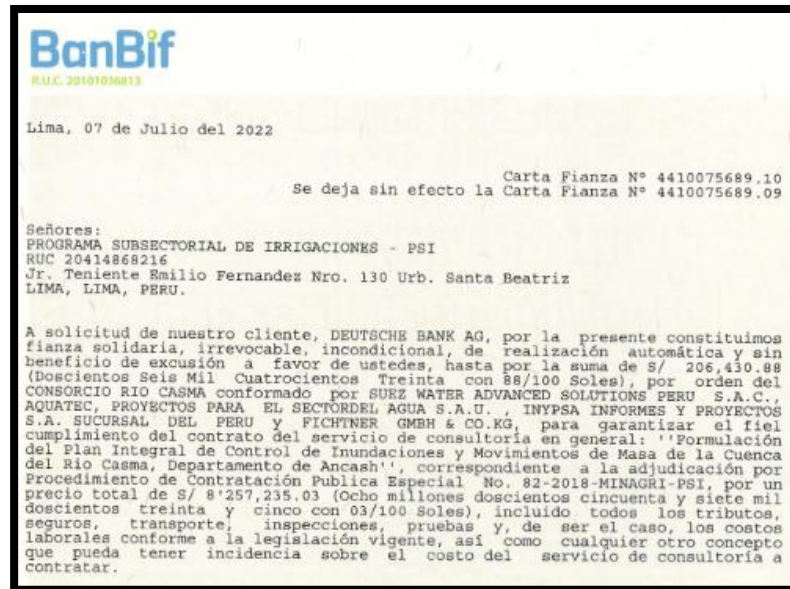 BanBif
R.U.C. 20101036813
Lima, 07 de Julio del 2022
Carta Fianza Nº 4410075689.10
Se deja sin efecto la Carta Fianza Nº 4410075689.09
Señores:
PROGRAMA SUBSECTORIAL DE IRRIGACIONES - PSI
RUC 20414868216
Jr. Teniente Emilio Fernandez Nro. 130 Urb. Santa Beatriz
LIMA, LIMA, PERU.
A solicitud de nuestro cliente, DEUTSCHE BANK AG, por la presente constituimos
fianza solidaria, irrevocable, incondicional, de realización automática y sin
beneficio de excusión a favor de ustedes, hasta por la suma de S/ 206,430.88
(Doscientos Seis Mil Cuatrocientos Treinta con 88/100 Soles), por orden del
CONSORCIO RIO CASMA conformado por SUEZ WATER ADVANCED SOLUTIONS PERU S.A.C.,
AQUATEC, PROYECTOS PARA EL SECTORDEL AGUA S.A.U. , INYPSA INFORMES Y PROYECTOS
S.A. SUCURSAL DEL PERU y FICHTNER GMBH & CO.KG, para garantizar el fiel
cumplimiento del contrato del servicio de consultoría en general: ''Formulación
del Plan Integral de Control de Inundaciones y Movimientos de Masa de la Cuenca
del Rio Casma, Departamento de Ancash'', correspondiente a la adjudicación por
Procedimiento de Contratación Publica Especial No. 82-2018-MINAGRI-PSI, por un
precio total de S/ 8'257,235.03 (Ocho millones doscientos cincuenta y siete mil
doscientos treinta y cinco con 03/100 Soles), incluido todos los tributos,
seguros, transporte, inspecciones, pruebas y, de ser el caso, los costos
laborales conforme a la legislación vigente, así como cualquier otro concepto
que pueda tener incidencia sobre el costo del servicio de consultoría a
contratar.